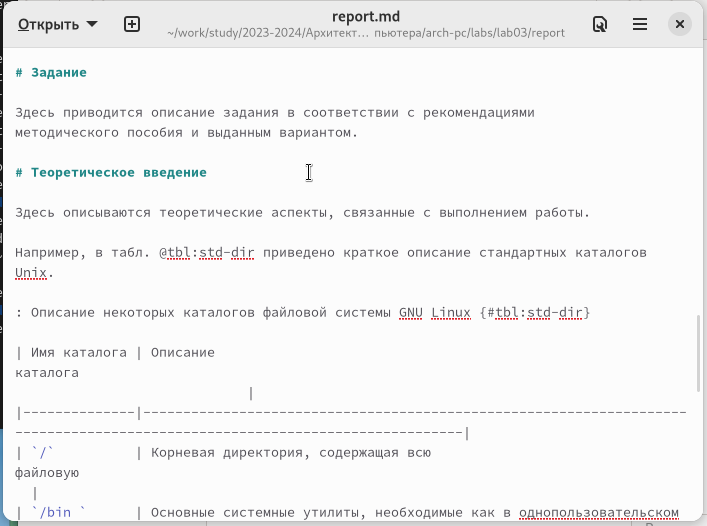 Открыть
report.md
~/work/study/2023-2024/Архитект… пьютера/arch-pc/labs/lab03/report
# Задание
Здесь приводится описание задания в соответствии с рекомендациями
методического пособия и выданным вариантом.
# Теоретическое введение
Здесь описываются теоретические аспекты, связанные с выполнением работы.
Например, в табл. @tbl:std-dir приведено краткое описание стандартных каталогов
Unix.
: Описание некоторых каталогов файловой системы GNU Linux {#tbl:std-dir}
| Имя каталога | Описание
каталога
|
|--------------|--------------------------------------------------------------------
--------------------------------------------------------|
| `/`          | Корневая директория, содержащая всю
файловую
|
| `/bin `      | Основные системные утилиты, необходимые как в однопользовательском